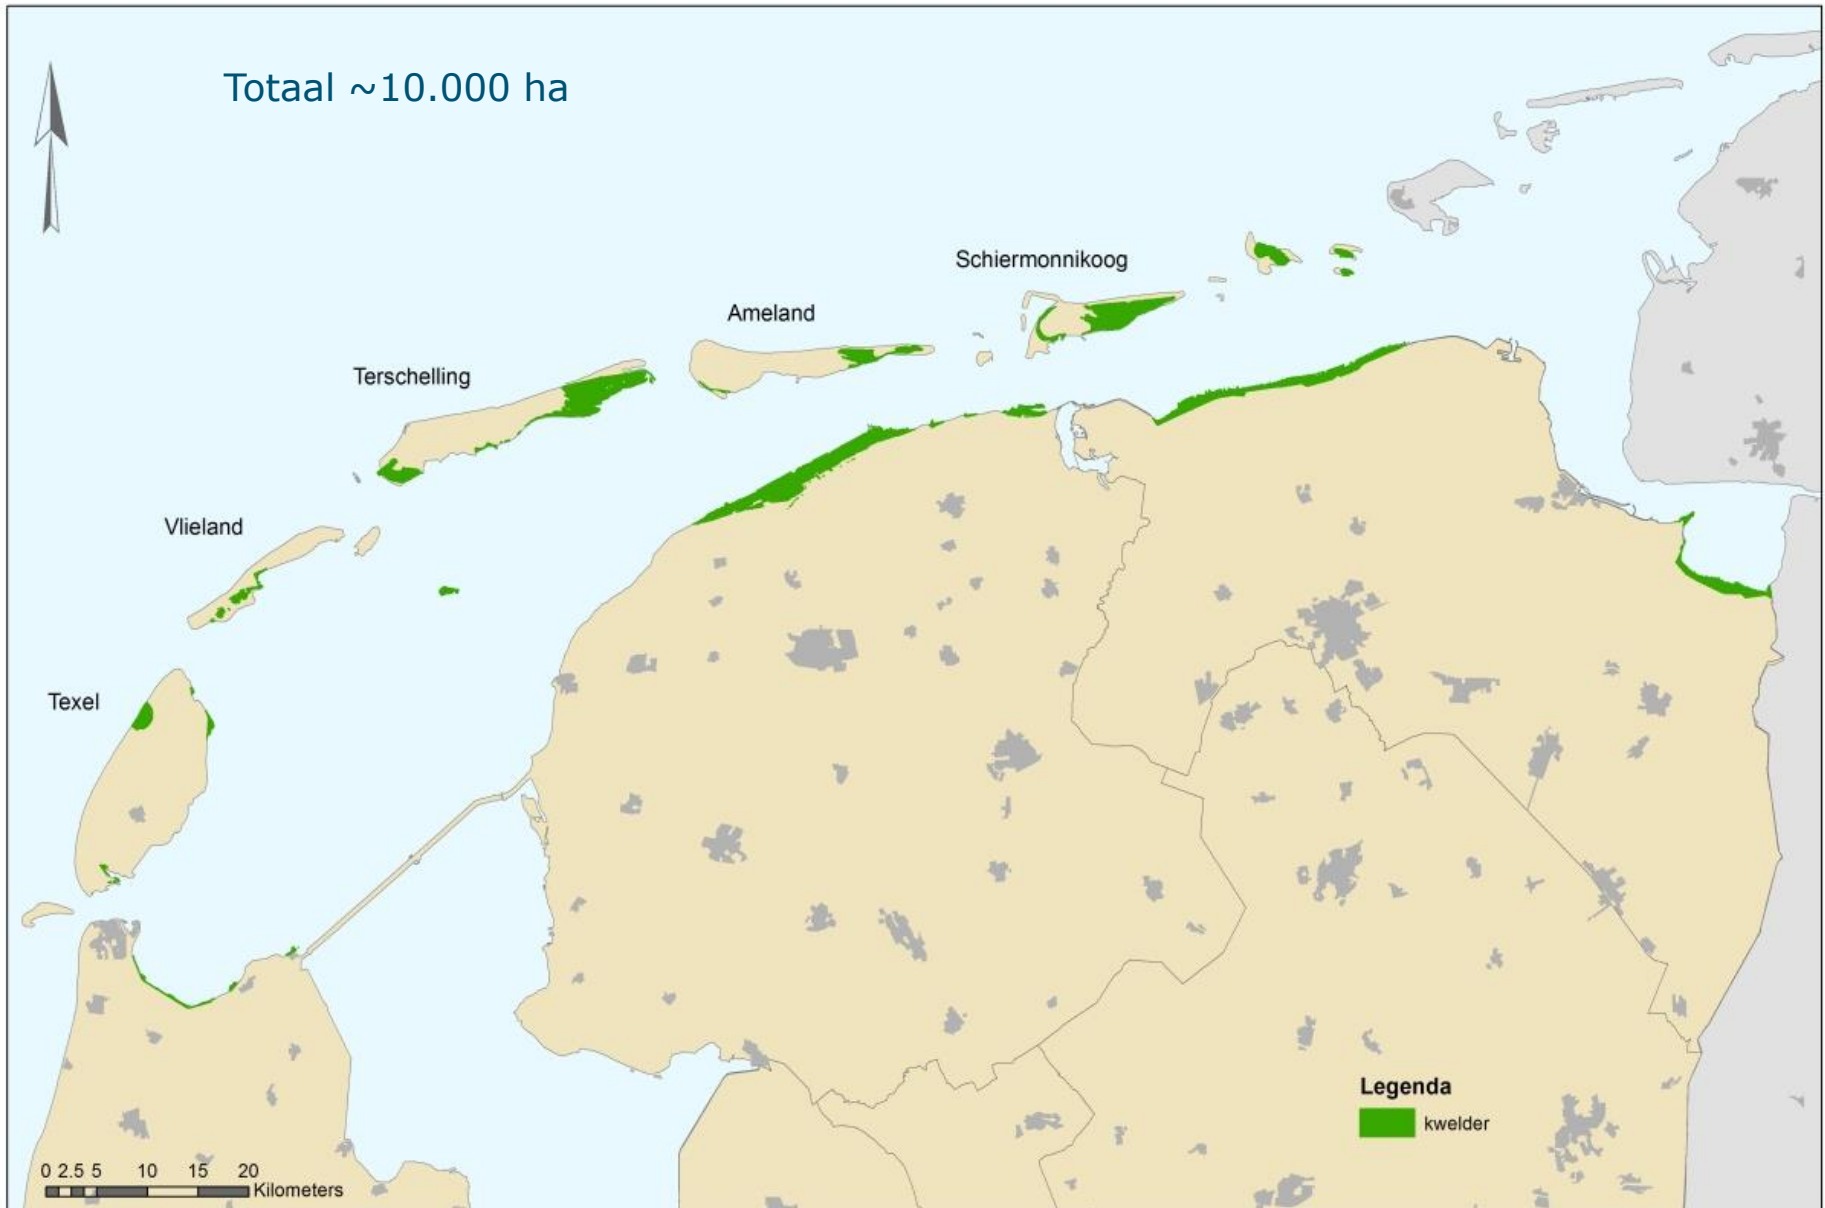 Totaal ~10.000 ha
Schiermonnikoog
Ameland
Terschelling
Vlieland
Texel
Legenda
kwelder
0 2.5 5 10 15 20
Kilometers